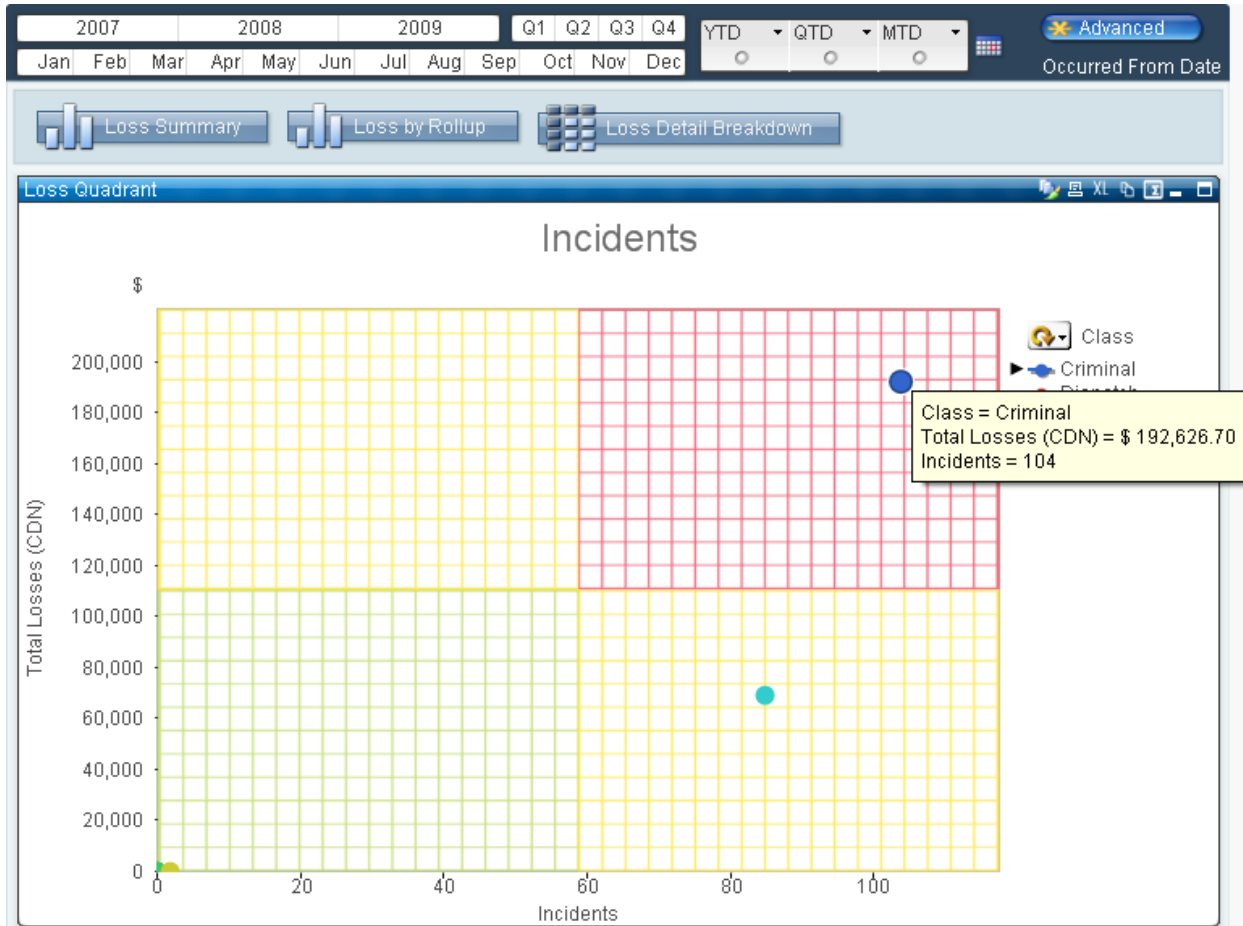 2007 2008 2009 Q1 Q2 Q3 Q4 YTD QTD MTD Advanced
Jan Feb Mar Apr May Jun Jul Aug Sep Oct Nov Dec Occurred From Date
Loss Summary Loss by Rollup Loss Detail Breakdown
Loss Quadrant XL
Incidents
$
Class
200,000
Criminal
180,000
Class = Criminal
Total Losses (CDN) = $ 192,626.70
Incidents = 104
160,000
140,000
120,000
100,000
80,000
60,000
40,000
20,000
0
Total Losses (CDN)
0 20 40 60 80 100
Incidents